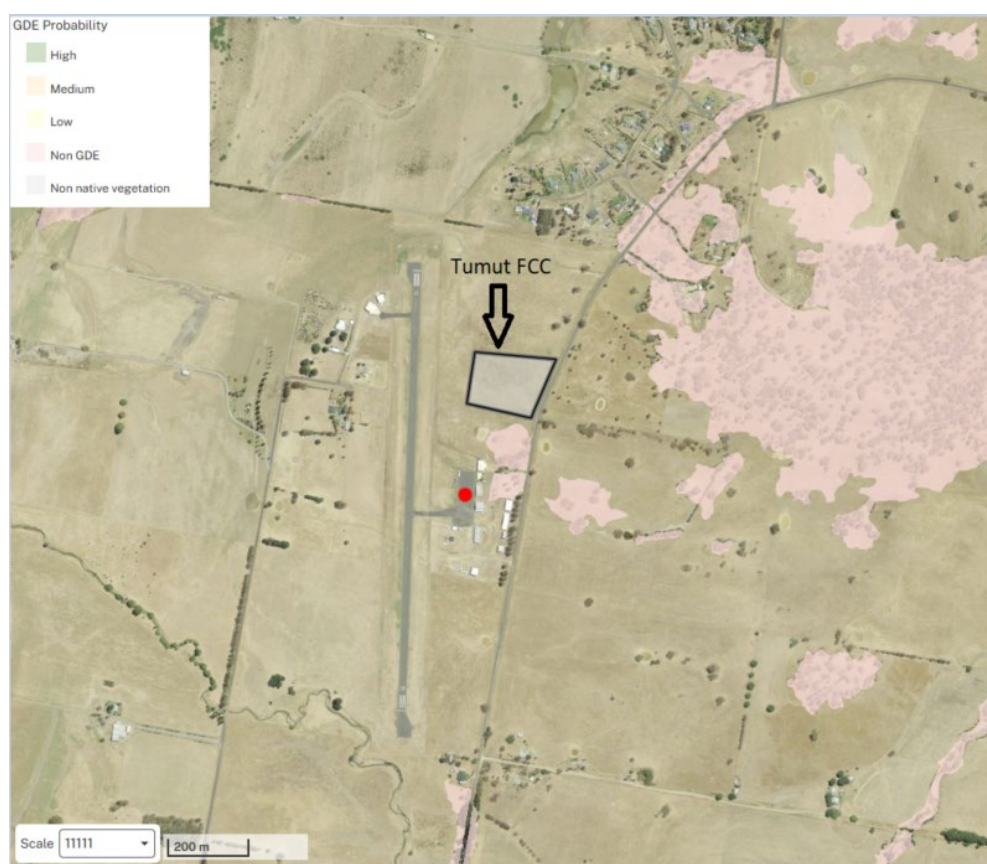 GDE Probability
High
Medium
Low
Non GDE
Non native vegetation
Tumut FCC
Scale 11111 200 m